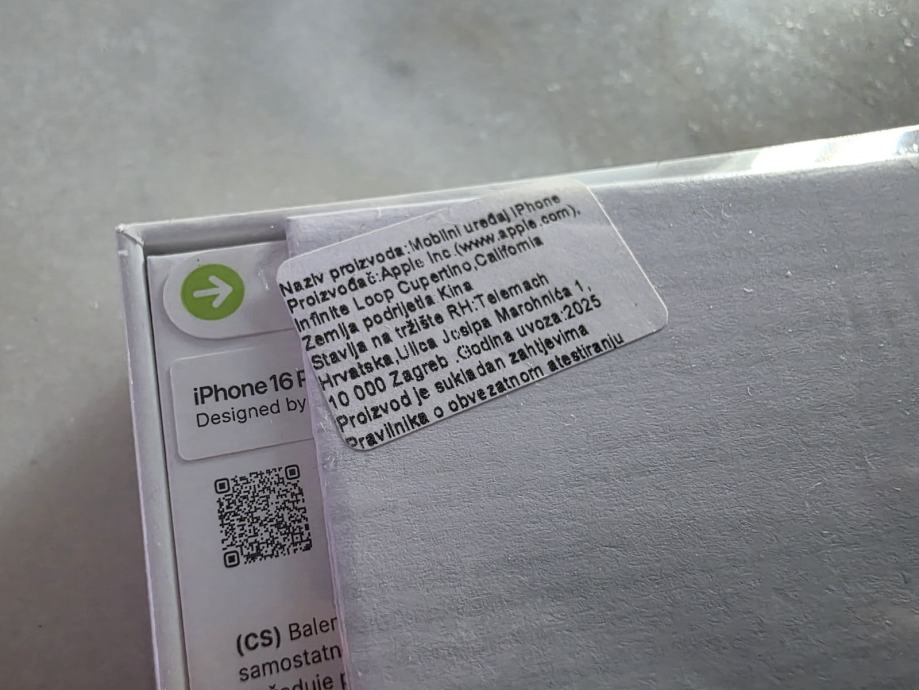 Naziv proizvoda:Mobilni uređaj iPhone
Proizvođač:Apple Inc.(www.apple.com),
Infinite Loop Cupertino,California
Zemlja podrijetla Kina
Stavlja na tržište RH:Telemach
Hrvatska,Ulica Josipa Marohnića 1,
10 000 Zagreb .Godina uvoza:2025
Proizvod je sukladan zahtjevima
Pravilnika o obveznom atestiranju
iPhone 16
Designed by
(CS) Baler
samostatn